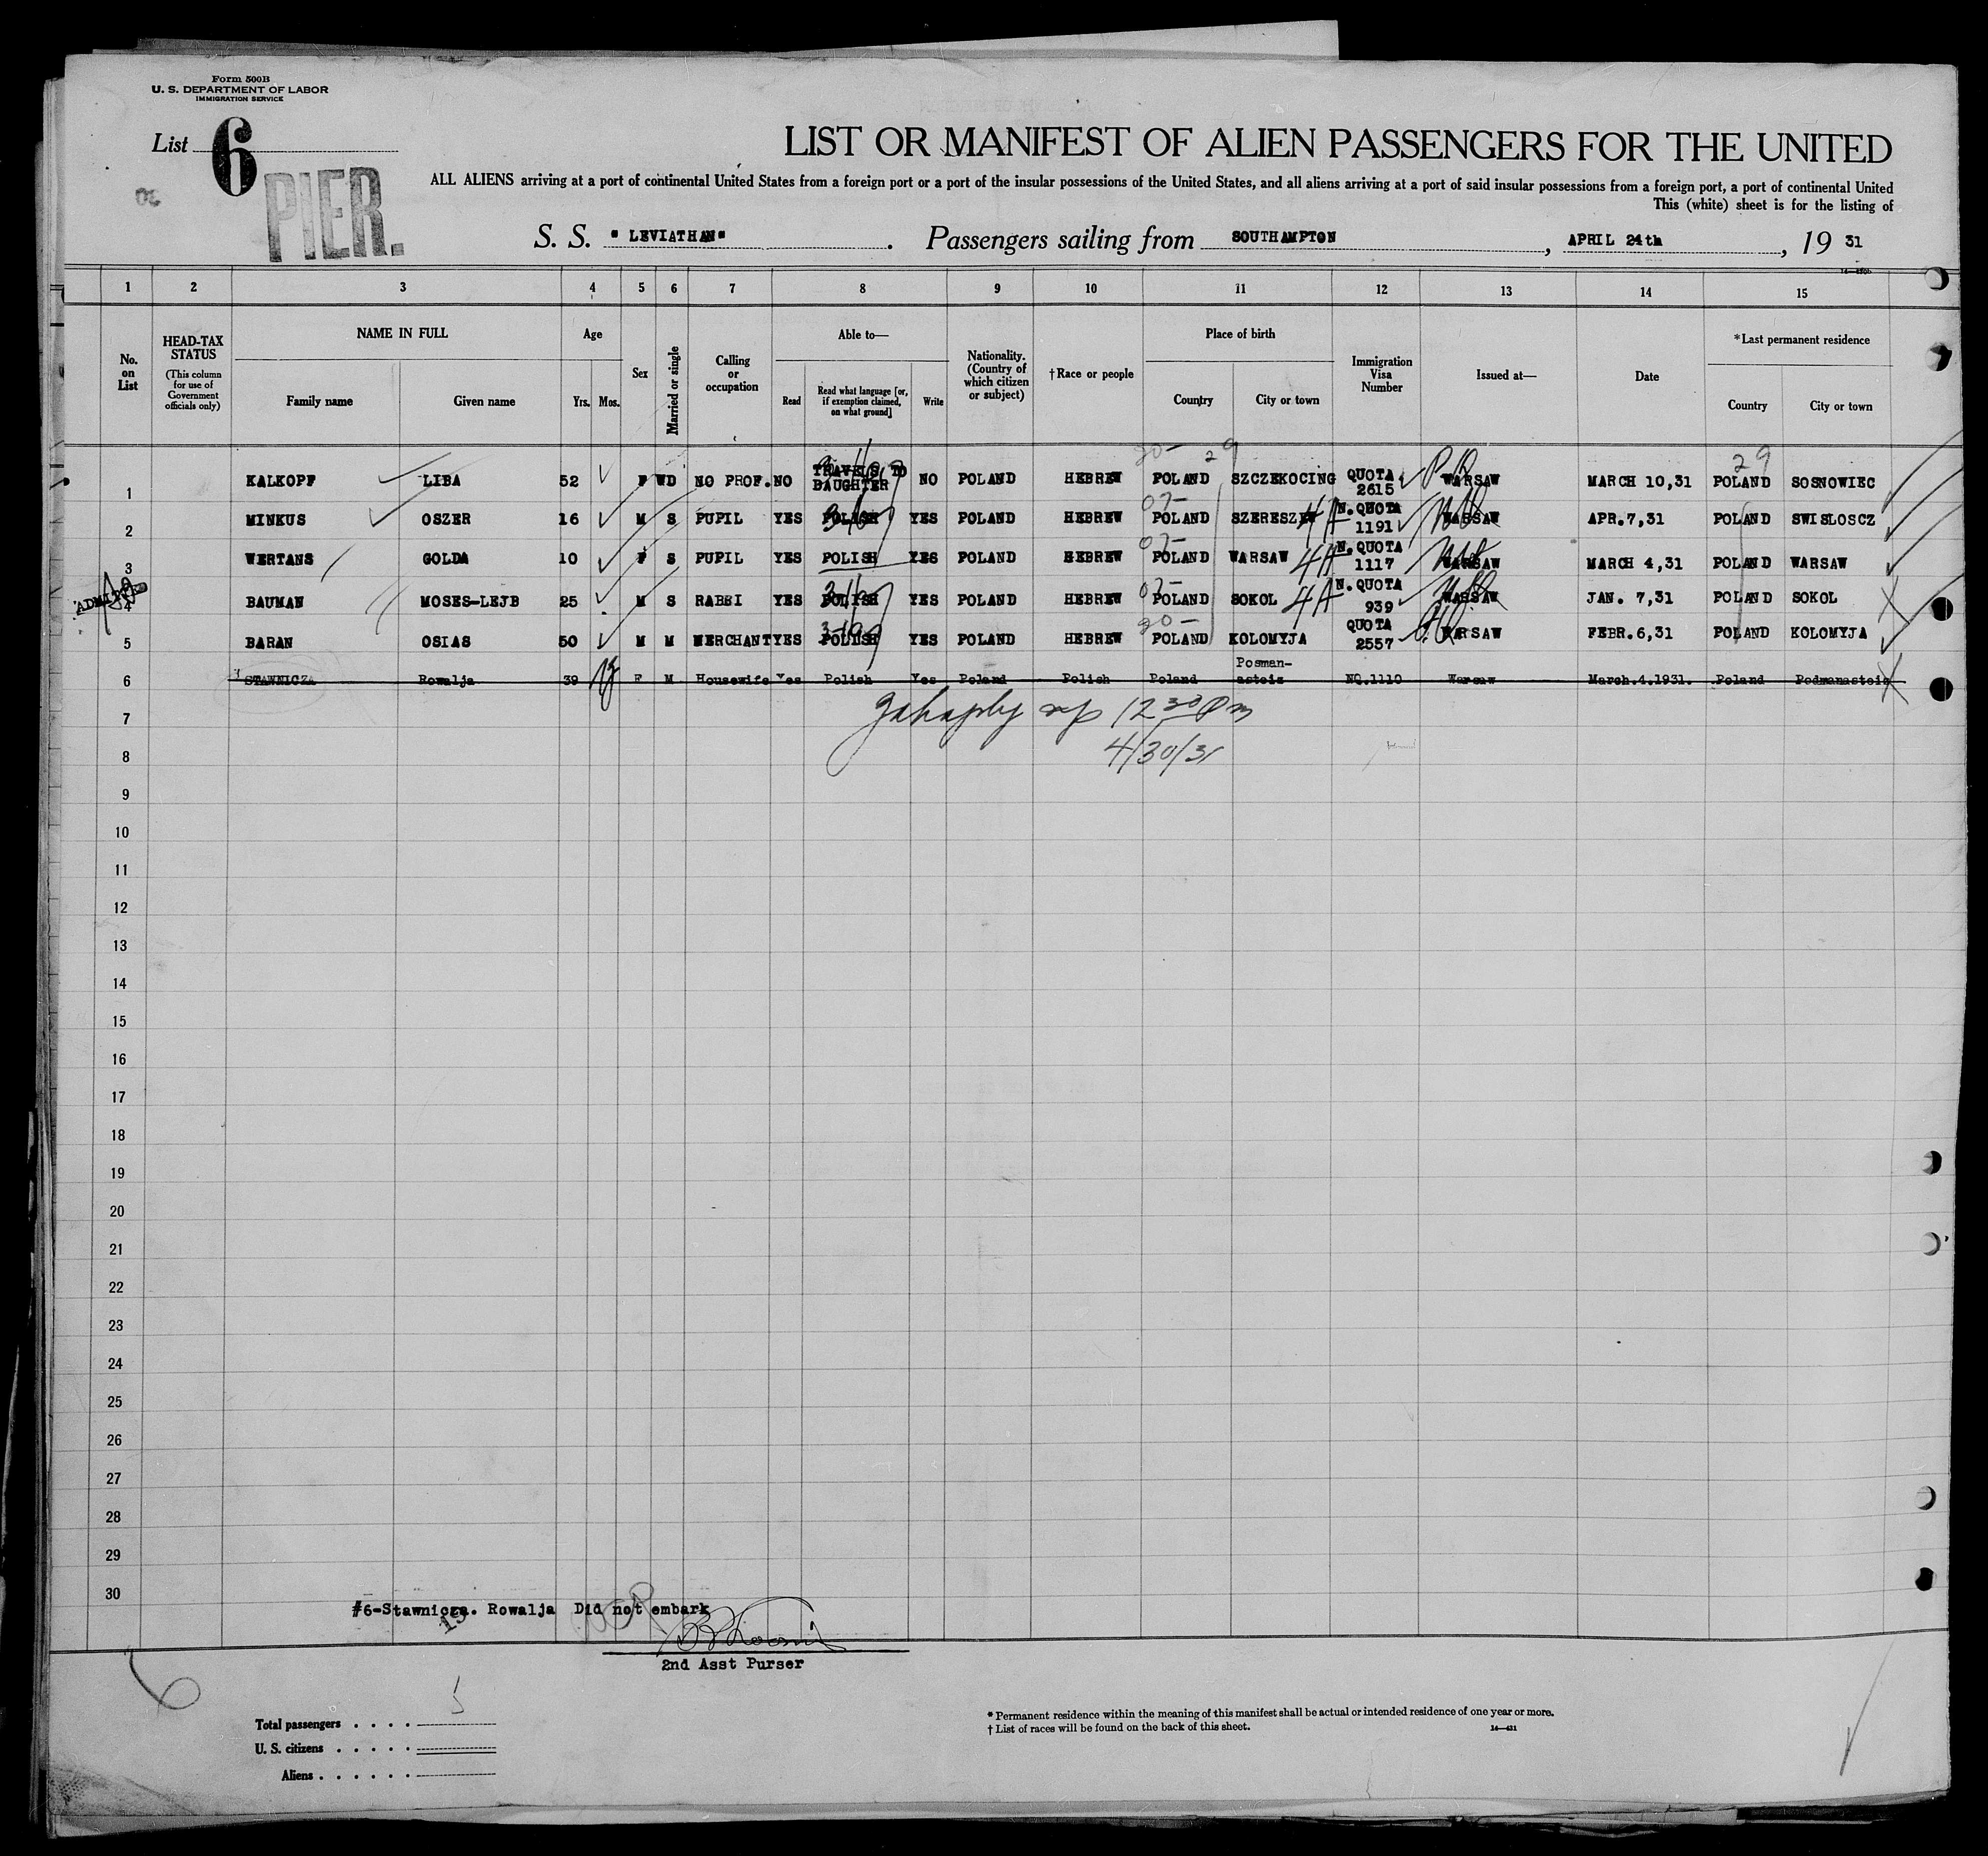 Form 500B
U. S. DEPARTMENT OF LABOR
IMMIGRATION SERVICE
List 6
PIER.
LIST OR MANIFEST OF ALIEN PASSENGERS FOR THE UNITED
ALL ALIENS arriving at a port of continental United States from a foreign port or a port of the insular possessions of the United States, and all aliens arriving at a port of said insular possessions from a foreign port, a port of continental United
This (white) sheet is for the listing of
S. S. "LEVIATHAN". Passengers sailing from SOUTHAMPTON, APRIL 24th, 19 31
1 2 3 4 5 6 7 8 9 10 11 12 13 14 15
No. on List
HEAD-TAX STATUS
(This column for use of Government officials only)
NAME IN FULL
Family name Given name
Age
Yrs. Mos.
Sex
Married or single
Calling or occupation
Able to—
Read
Read what language [or, if exemption claimed, on what ground]
Write
Nationality. (Country of which citizen or subject)
†Race or people
Place of birth
Country City or town
Immigration Visa Number
Issued at—
Date
*Last permanent residence
Country City or town
1 KALKOPF LIBA 52 F WD NO PROF. NO TRAVELS TO DAUGHTER NO POLAND HEBREW POLAND SZCZEKOCING QUOTA 2615 WARSAW MARCH 10,31 POLAND SOSNOWIEC
2 MINKUS OSZER 16 M S PUPIL YES POLISH YES POLAND HEBREW POLAND SZERESZEW 4A N. QUOTA 1191 WARSAW APR.7,31 POLAND SWISLOSCZ
3 WERTANS GOLDA 10 F S PUPIL YES POLISH YES POLAND HEBREW POLAND WARSAW 4A N. QUOTA 1117 WARSAW MARCH 4,31 POLAND WARSAW
ADMITTED
4 BAUMAN MOSES-LEJB 25 M S RABBI YES POLISH YES POLAND HEBREW POLAND SOKOL 4A N. QUOTA 939 WARSAW JAN. 7,31 POLAND SOKOL
5 BARAN OSIAS 50 M M MERCHANT YES POLISH YES POLAND HEBREW POLAND KOLOMYJA QUOTA 2557 WARSAW FEBR.6,31 POLAND KOLOMYJA
6 STAWNICZA Rowalja 39 F M Housewife Yes Polish Yes Poland Polish Poland Posman-asteis NQ.1110 Warsaw March.4.1931. Poland Podmanasteis
7
12 30 Pm
8
4/30/31
9
10
11
12
13
14
15
16
17
18
19
20
21
22
23
24
25
26
27
28
29
30
#6-Stawnicza. Rowalja Did not embark
2nd Asst Purser
6
Total passengers . . . . 5
U. S. citizens . . . . .
Aliens . . . . . .
* Permanent residence within the meaning of this manifest shall be actual or intended residence of one year or more.
† List of races will be found on the back of this sheet.
14—431